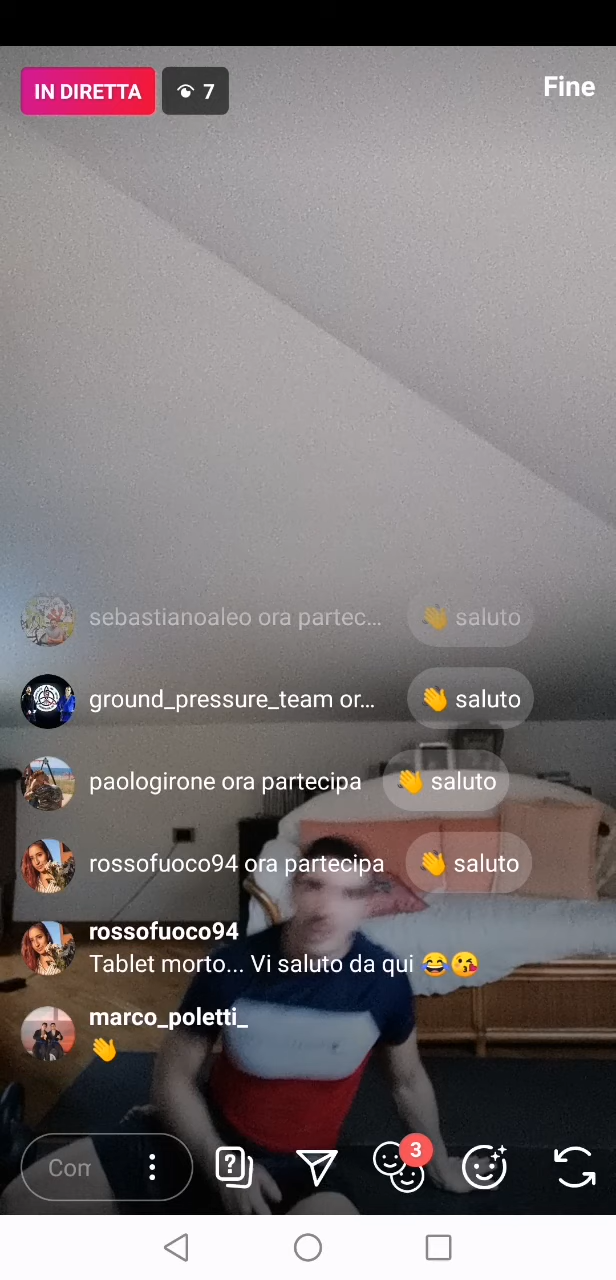 IN DIRETTA 7 Fine
sebastianoaleo ora partec... 👋 saluto
ground_pressure_team or... 👋 saluto
paologirone ora partecipa 👋 saluto
rossofuoco94 ora partecipa 👋 saluto
rossofuoco94
Tablet morto... Vi saluto da qui 😂😘
marco_poletti_
👋
3
Com